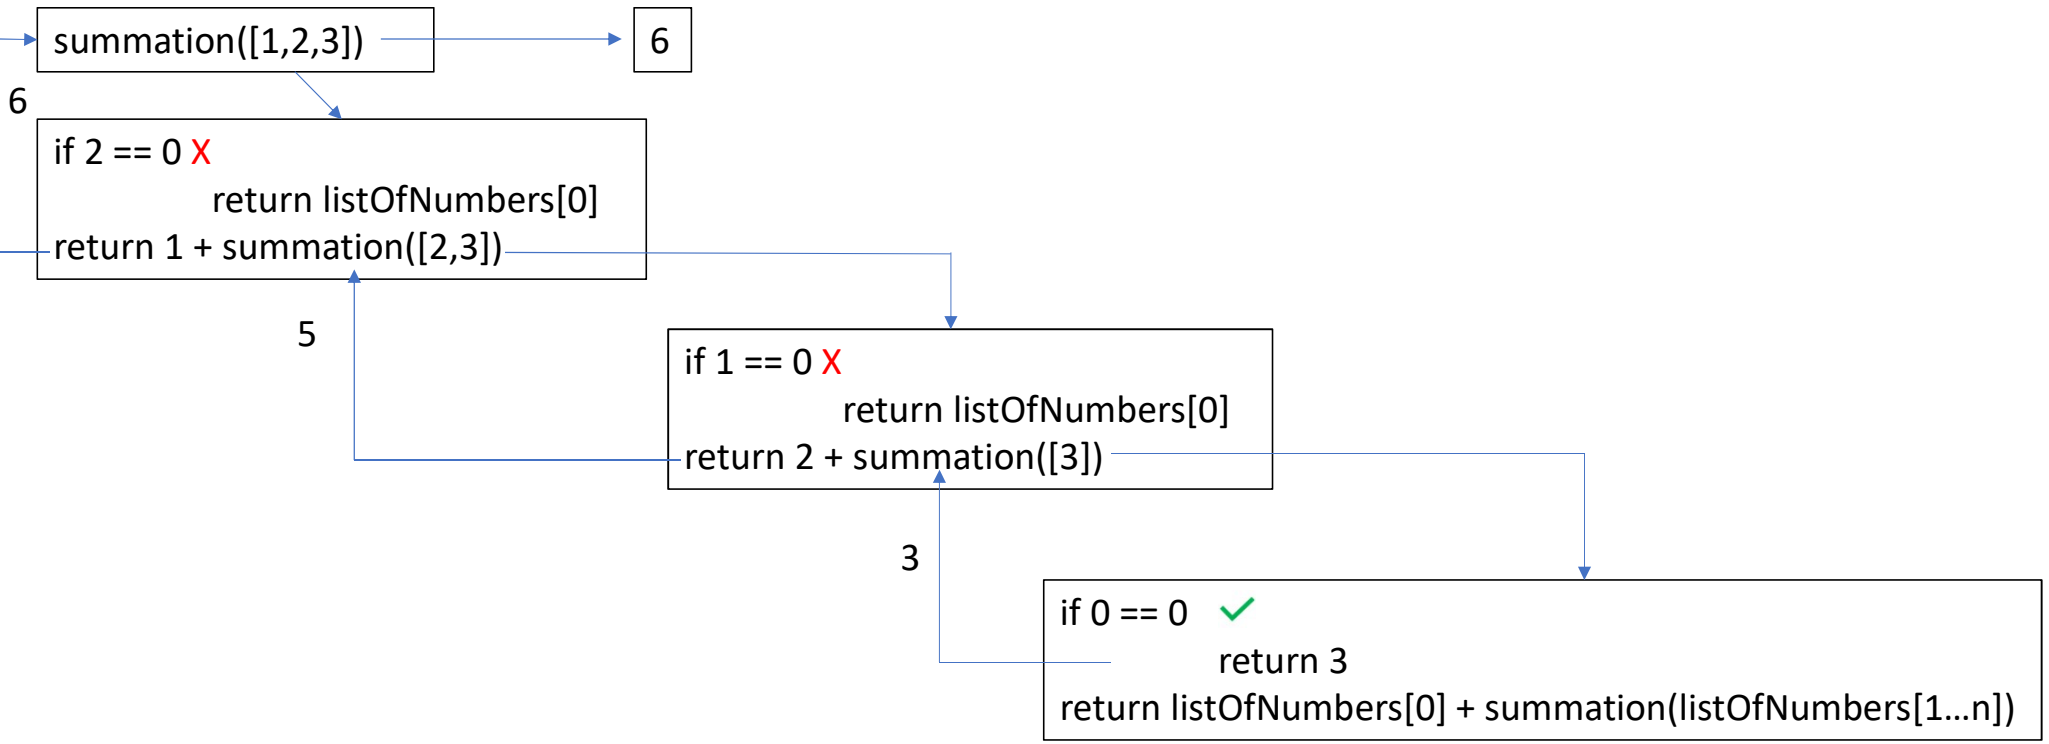 summation([1,2,3])
6
6
if 2 == 0 X
return listOfNumbers[0]
return 1 + summation([2,3])
5
if 1 == 0 X
return listOfNumbers[0]
return 2 + summation([3])
3
if 0 == 0
return 3
return listOfNumbers[0] + summation(listOfNumbers[1...n])